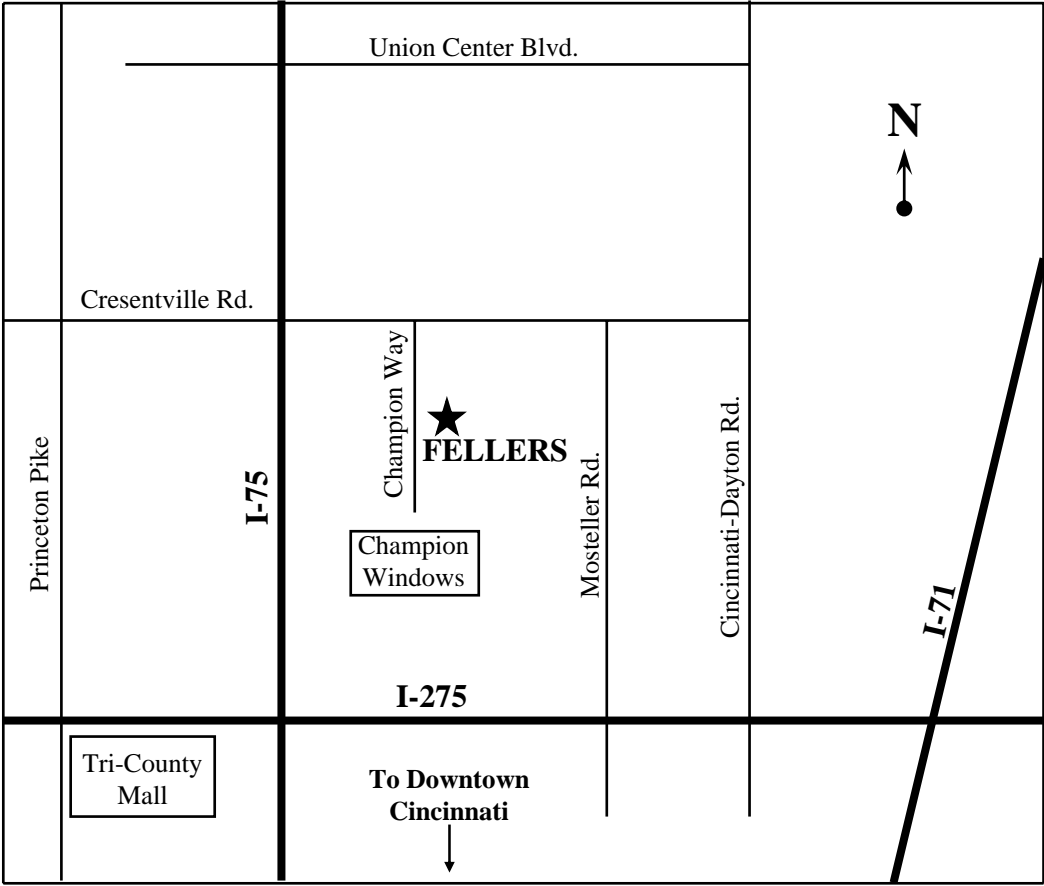 Union Center Blvd.
N
Cresentville Rd.
Champion Way
FELLERS
Princeton Pike
I-75
Mosteller Rd.
Cincinnati-Dayton Rd.
Champion
Windows
I-71
I-275
Tri-County
Mall
To Downtown
Cincinnati